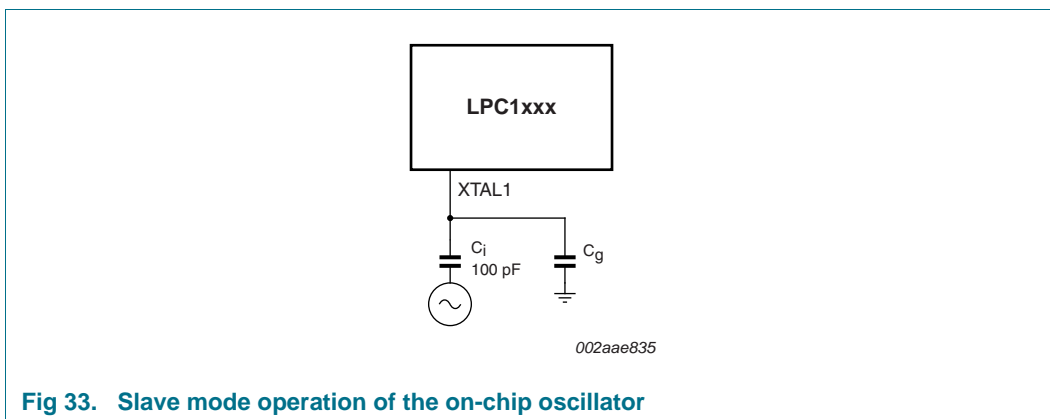 LPC1xxx
XTAL1
Ci
100 pF
Cg
002aae835
Fig 33. Slave mode operation of the on-chip oscillator